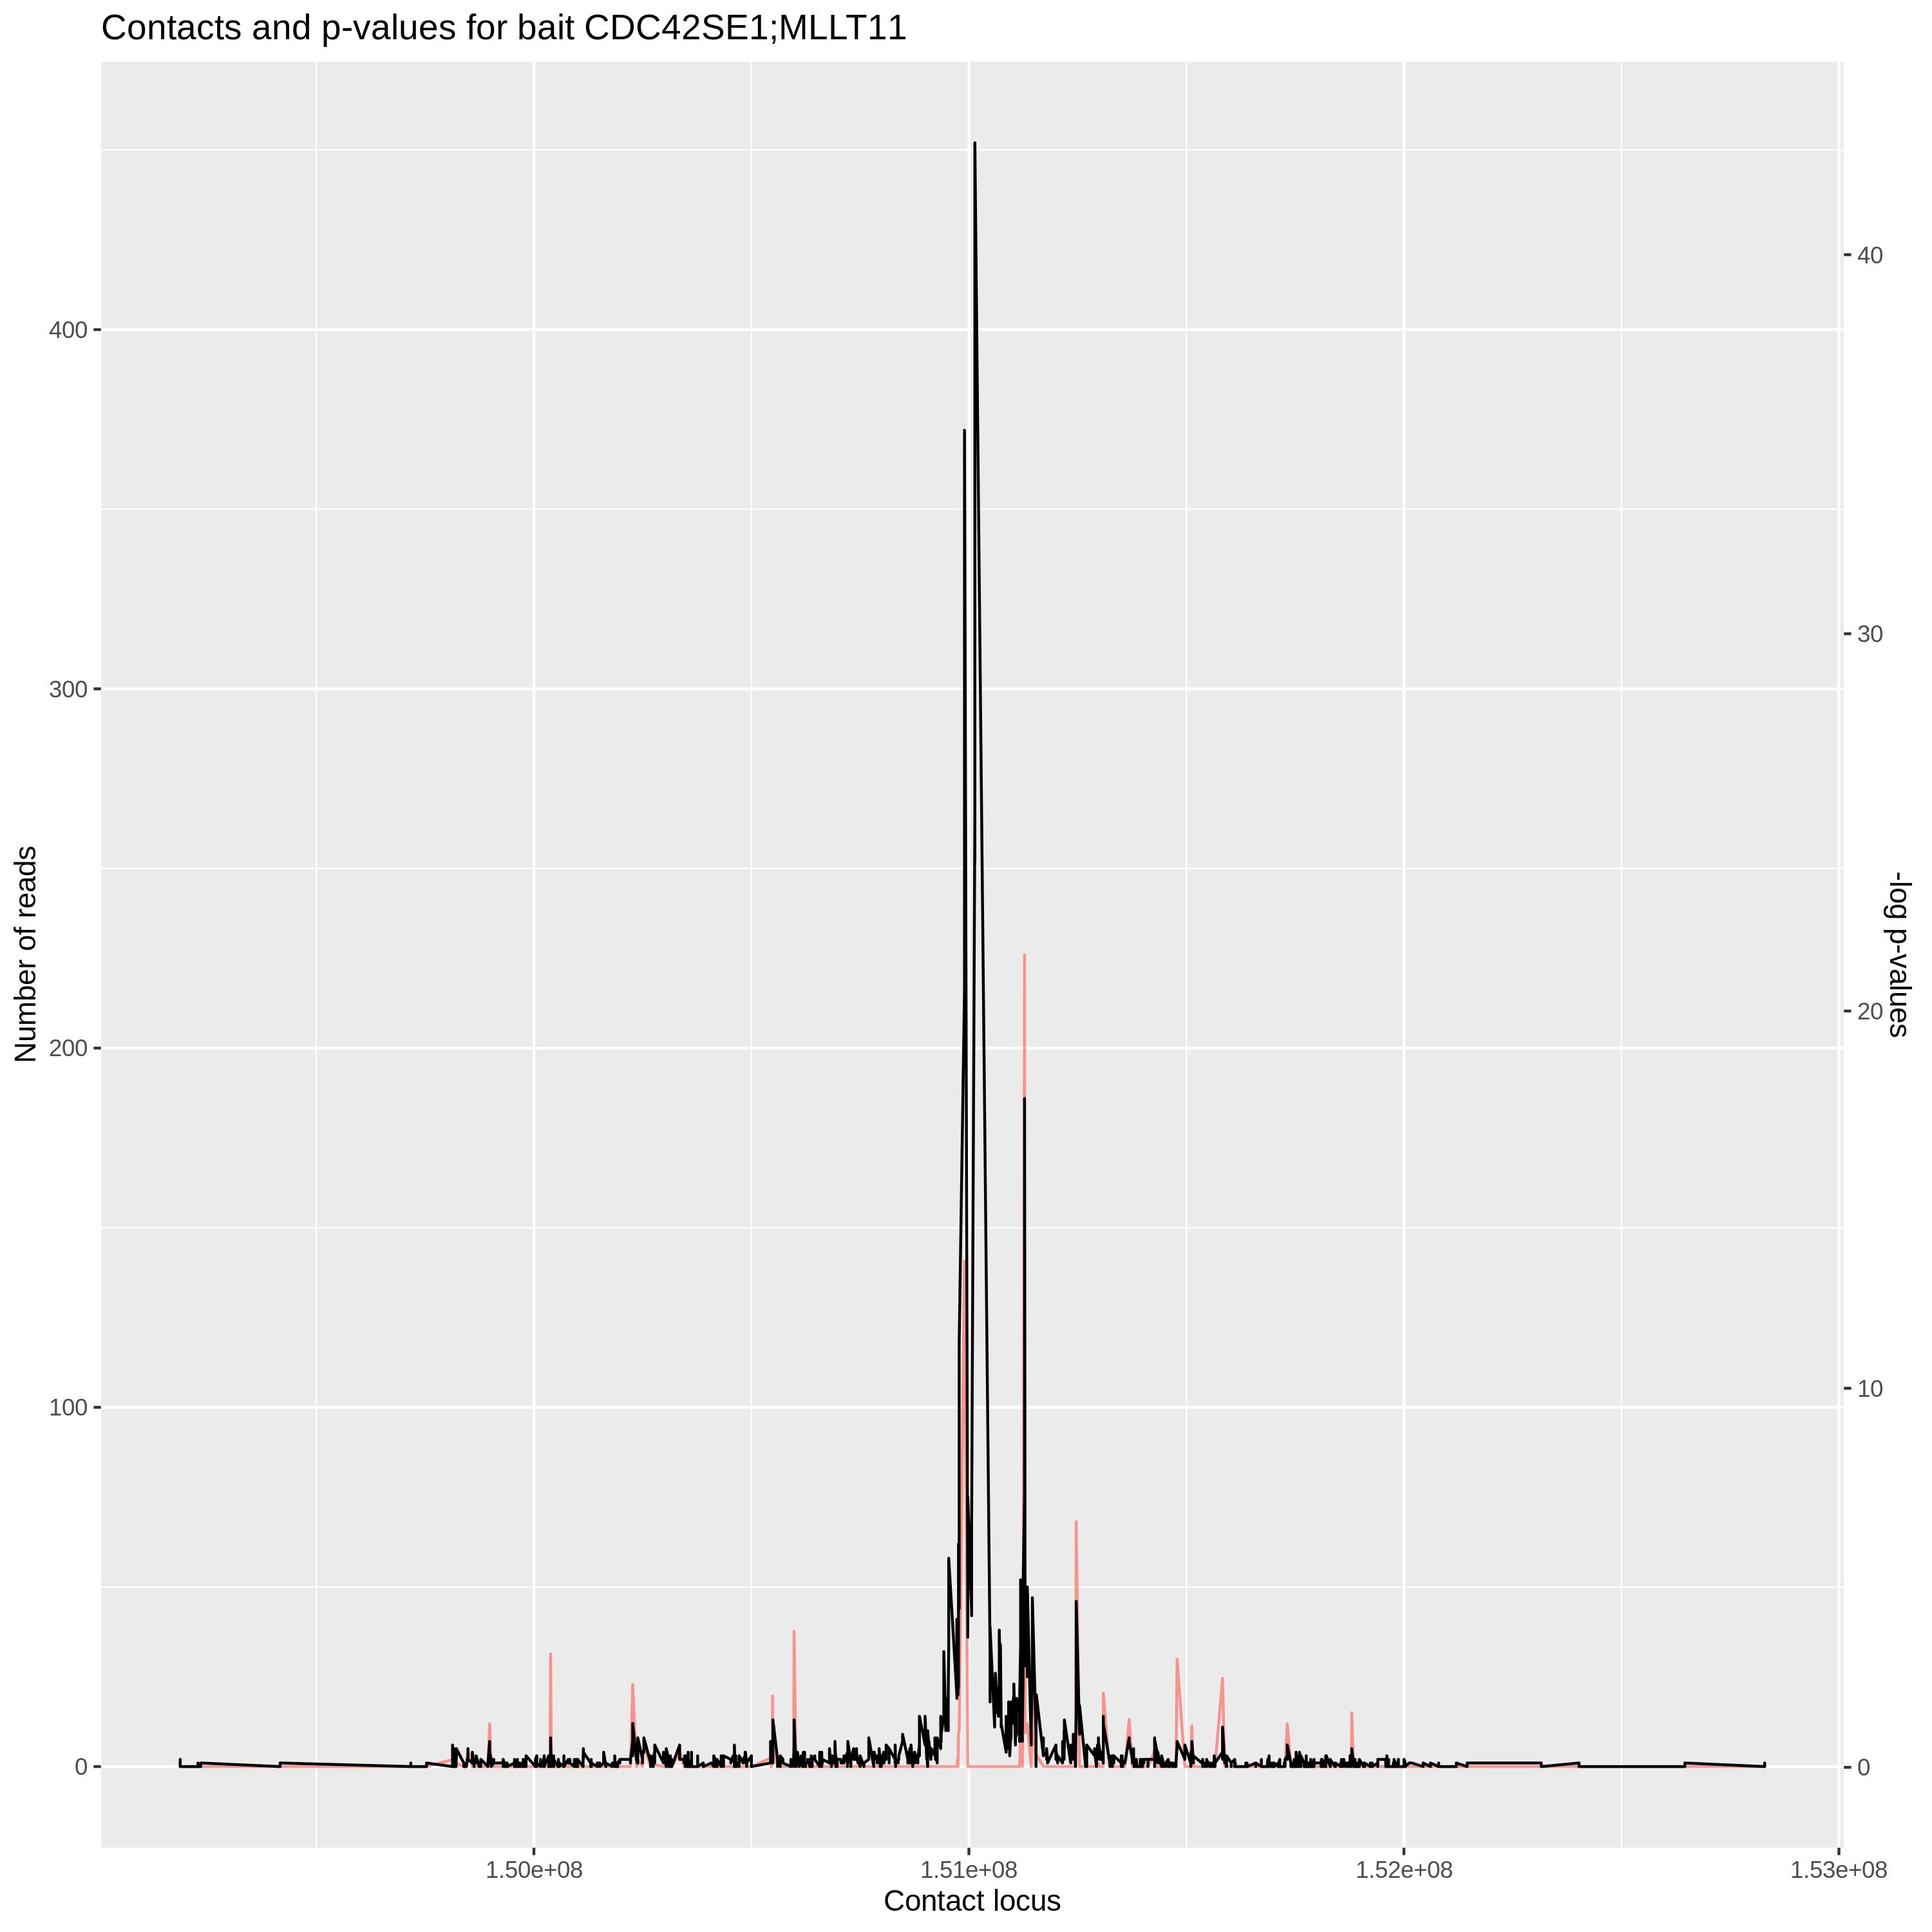 Contacts and p-values for bait CDC42SE1;MLLT11
400
300
200
100
0
Number of reads
40
30
20
10
0
-log p-values
1.50e+08
1.51e+08
1.52e+08
1.53e+08
Contact locus